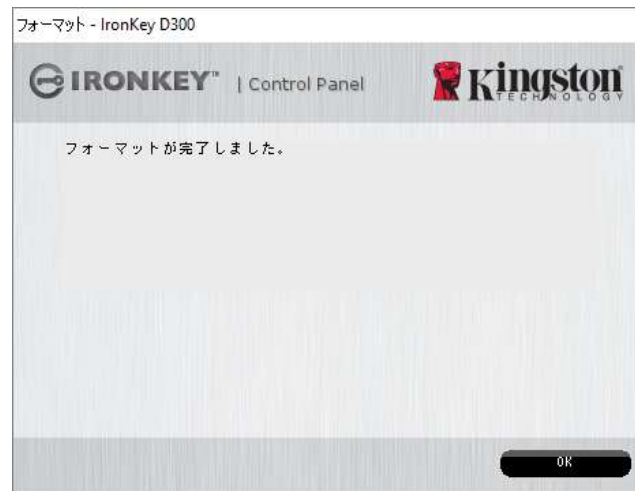 フォーマット - IronKey D300
IRONKEY™ | Control Panel
Kingston
TECHNOLOGY
フォーマットが完了しました。
OK